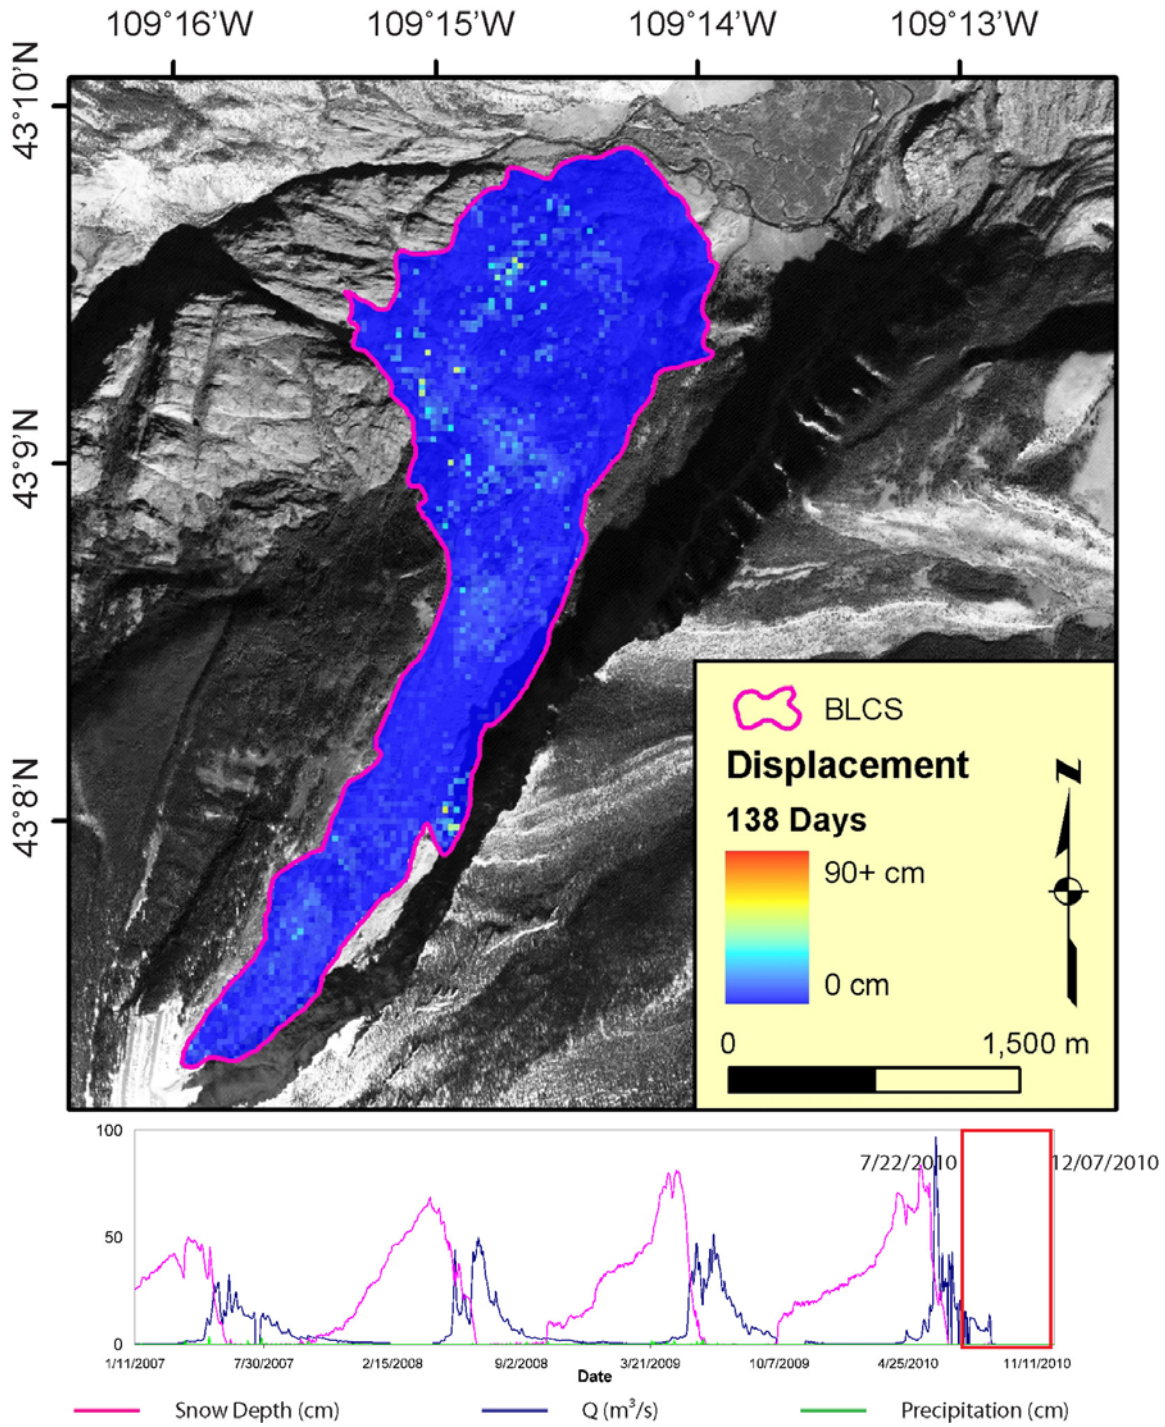 109°16'W 109°15'W 109°14'W 109°13'W
43°10'N
43°9'N
43°8'N
BLCS
Displacement
138 Days
90+ cm
0 cm
N
0 1,500 m
100
50
0
7/22/2010 12/07/2010
1/11/2007 7/30/2007 2/15/2008 9/2/2008 3/21/2009 10/7/2009 4/25/2010 11/11/2010
Date
Snow Depth (cm) Q (m³/s) Precipitation (cm)